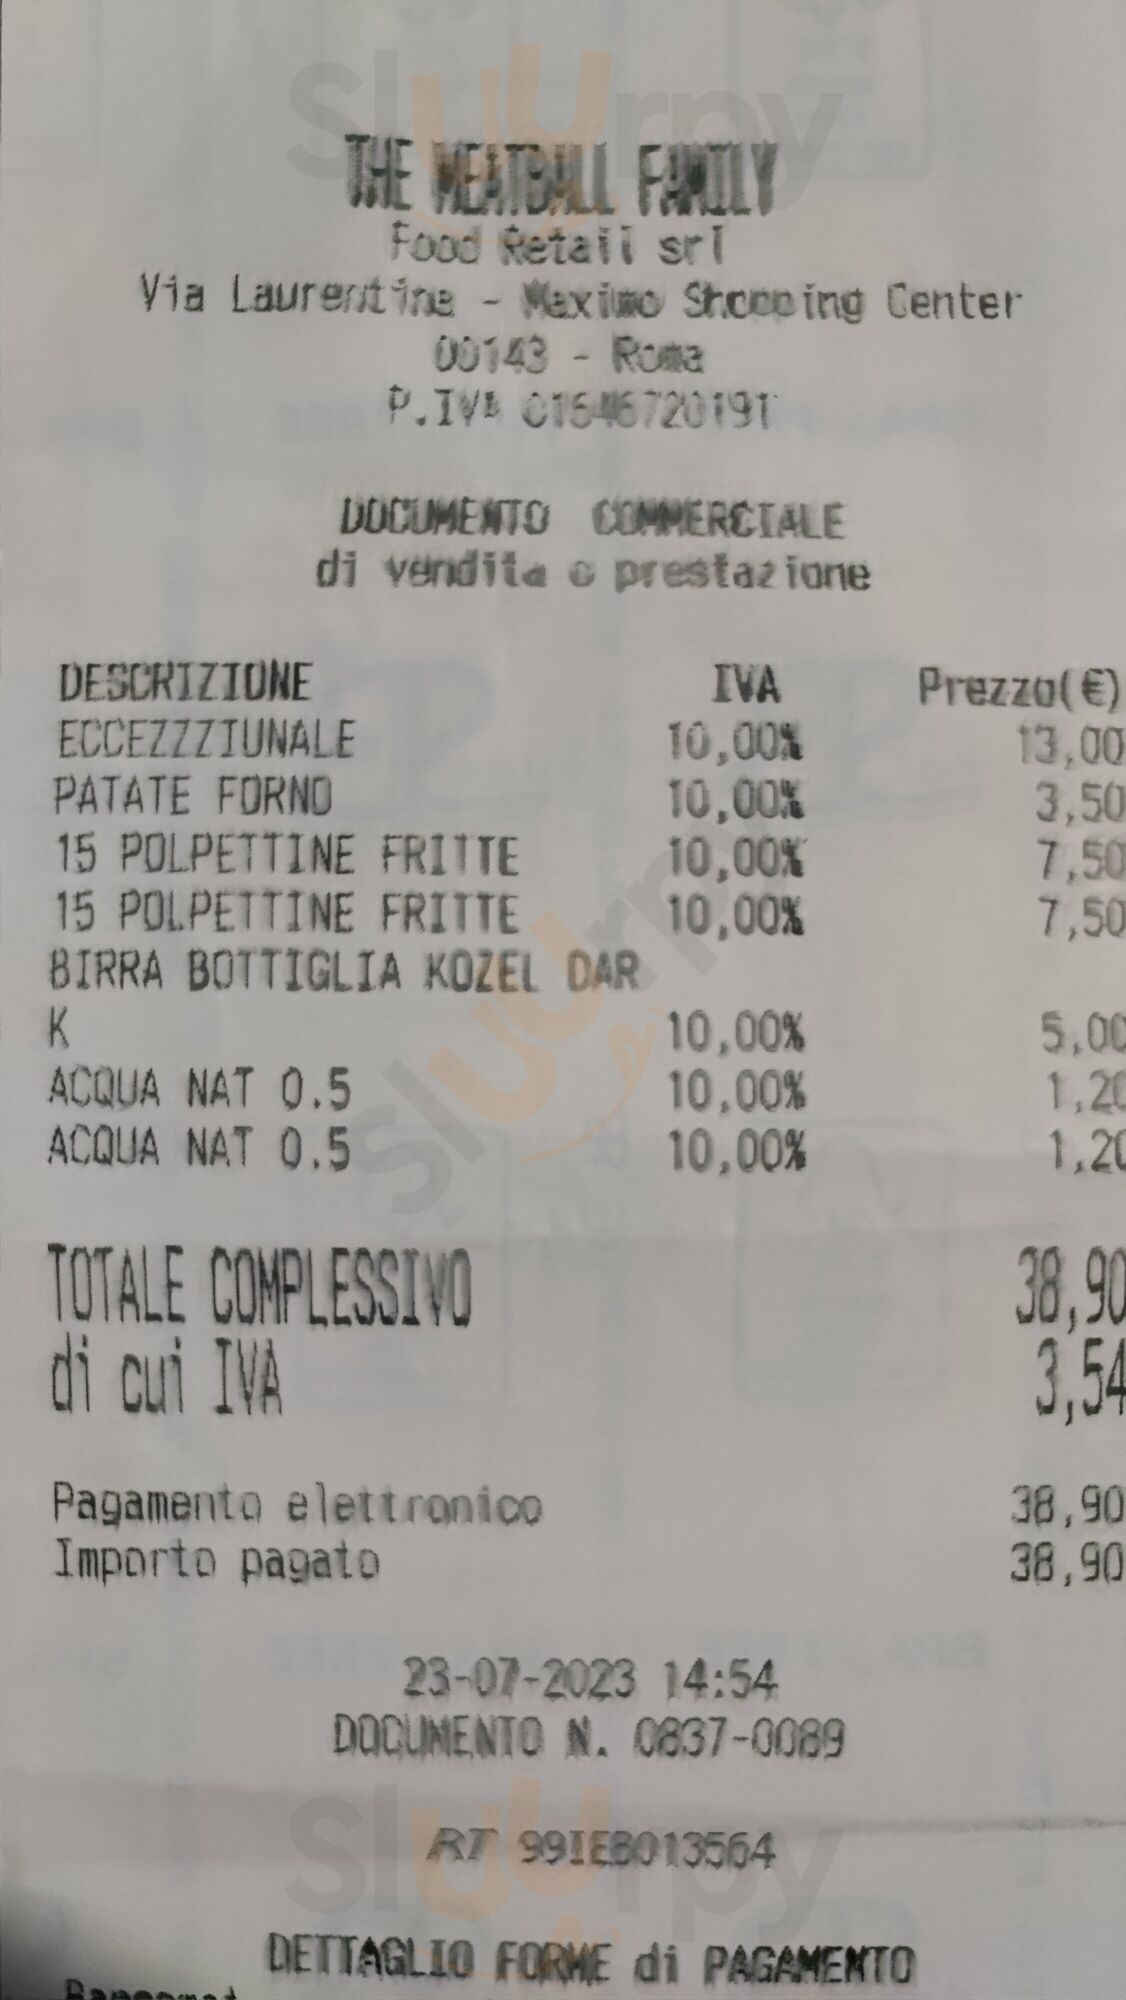 Sluurpy
THE MEATBALL FAMILY
Food Retail srl
Via Laurentina - Maximo Shopping Center
00143 - Roma
P.IVA 01646720191
DOCUMENTO COMMERCIALE
di vendita o prestazione
DESCRIZIONE IVA Prezzo(€)
ECCEZZZIUNALE 10,00% 13,00
PATATE FORNO 10,00% 3,50
15 POLPETTINE FRITTE 10,00% 7,50
15 POLPETTINE FRITTE 10,00% 7,50
BIRRA BOTTIGLIA KOZEL DAR
K 10,00% 5,00
ACQUA NAT 0.5 10,00% 1,20
ACQUA NAT 0.5 10,00% 1,20
Sluurpy
TOTALE COMPLESSIVO 38,90
di cui IVA 3,54
Pagamento elettronico 38,90
Importo pagato 38,90
23-07-2023 14:54
DOCUMENTO N. 0837-0089
RT 99IEB013564
Sluurpy
DETTAGLIO FORME di PAGAMENTO